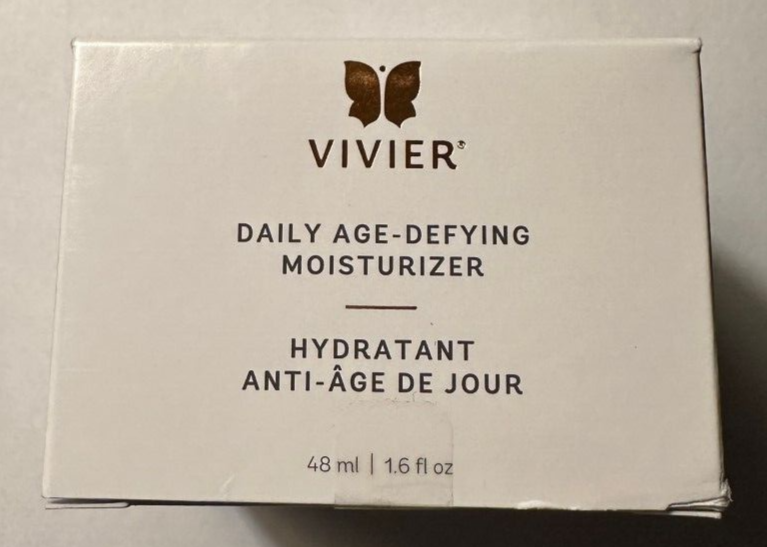 VIVIER®
DAILY AGE-DEFYING
MOISTURIZER
HYDRATANT
ANTI-ÂGE DE JOUR
48 ml | 1.6 fl oz